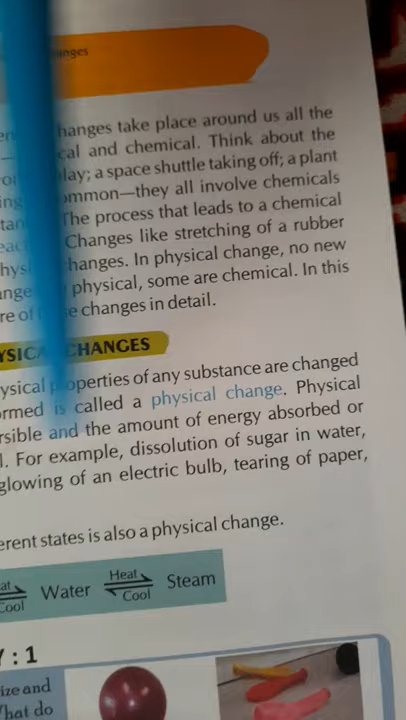 hanges
hanges take place around us all the
cal and chemical. Think about the
lay; a space shuttle taking off; a plant
ommon—they all involve chemicals
The process that leads to a chemical
Changes like stretching of a rubber
hanges. In physical change, no new
physical, some are chemical. In this
re of changes in detail.
CHANGES
operties of any substance are changed
ormed is called a physical change. Physical
rsible and the amount of energy absorbed or
l. For example, dissolution of sugar in water,
glowing of an electric bulb, tearing of paper,
erent states is also a physical change.
at Cool Water Heat Cool Steam
Y : 1
ize and
hat do